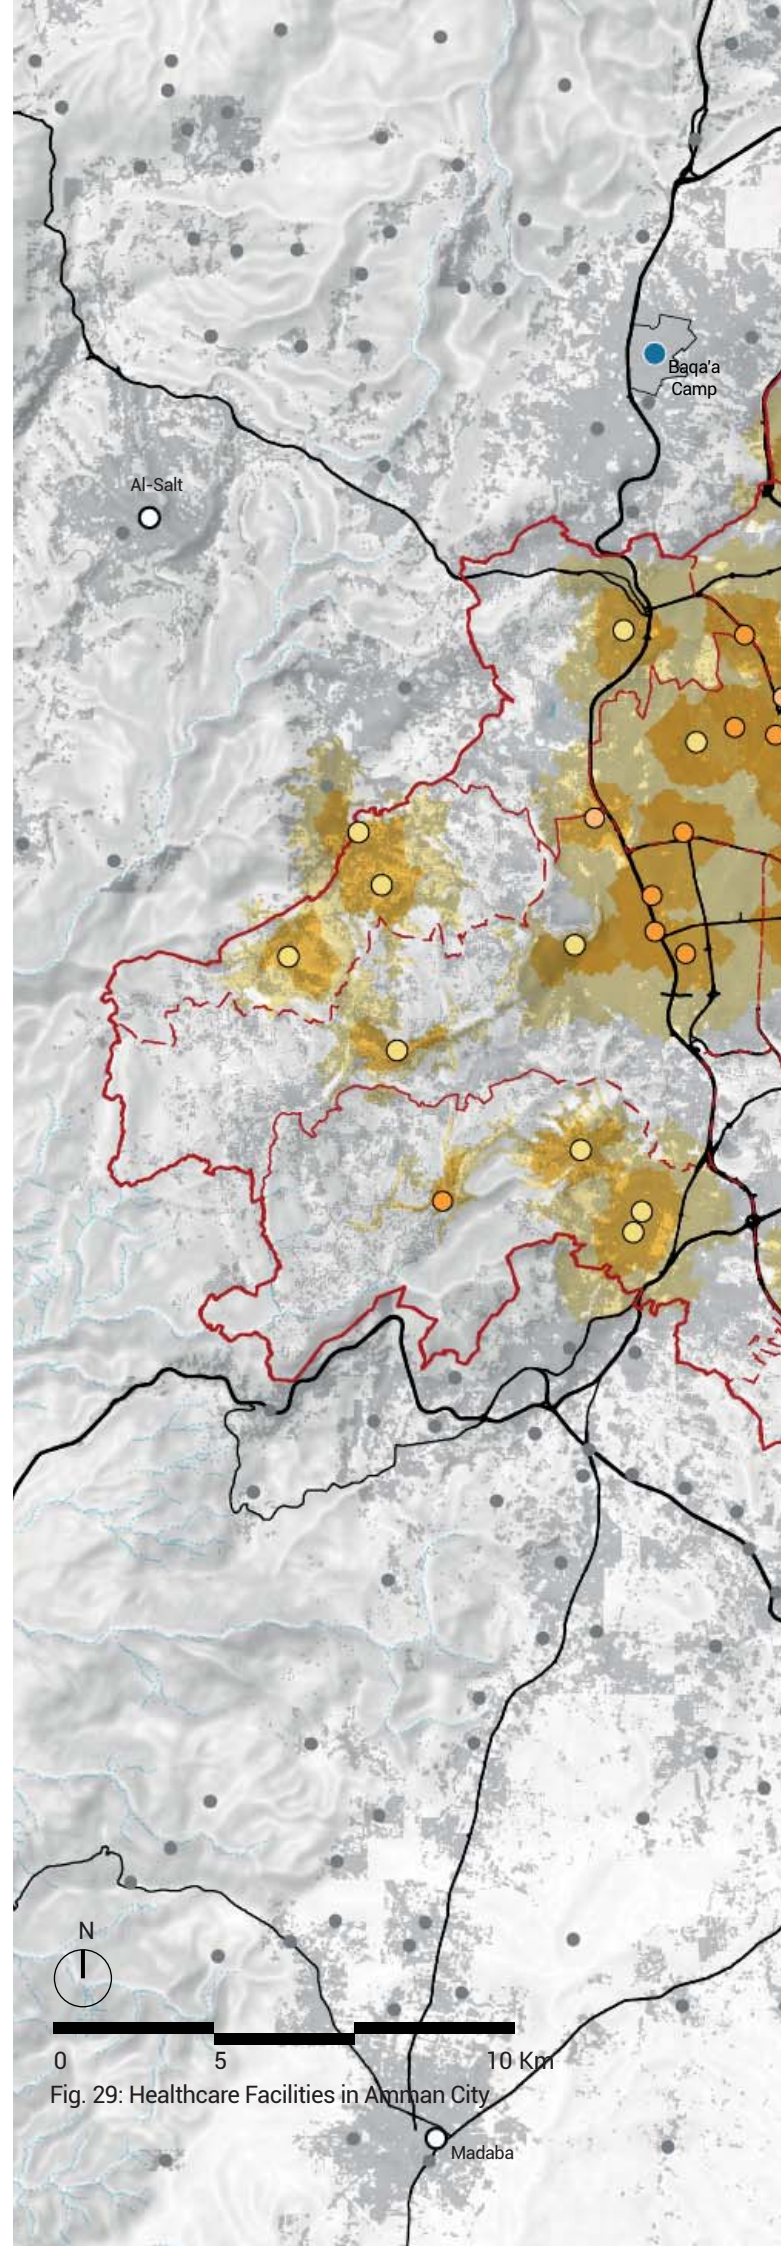 Baqa'a
Camp
Al-Salt
N
0 5 10 Km
Fig. 29: Healthcare Facilities in Amman City
Madaba